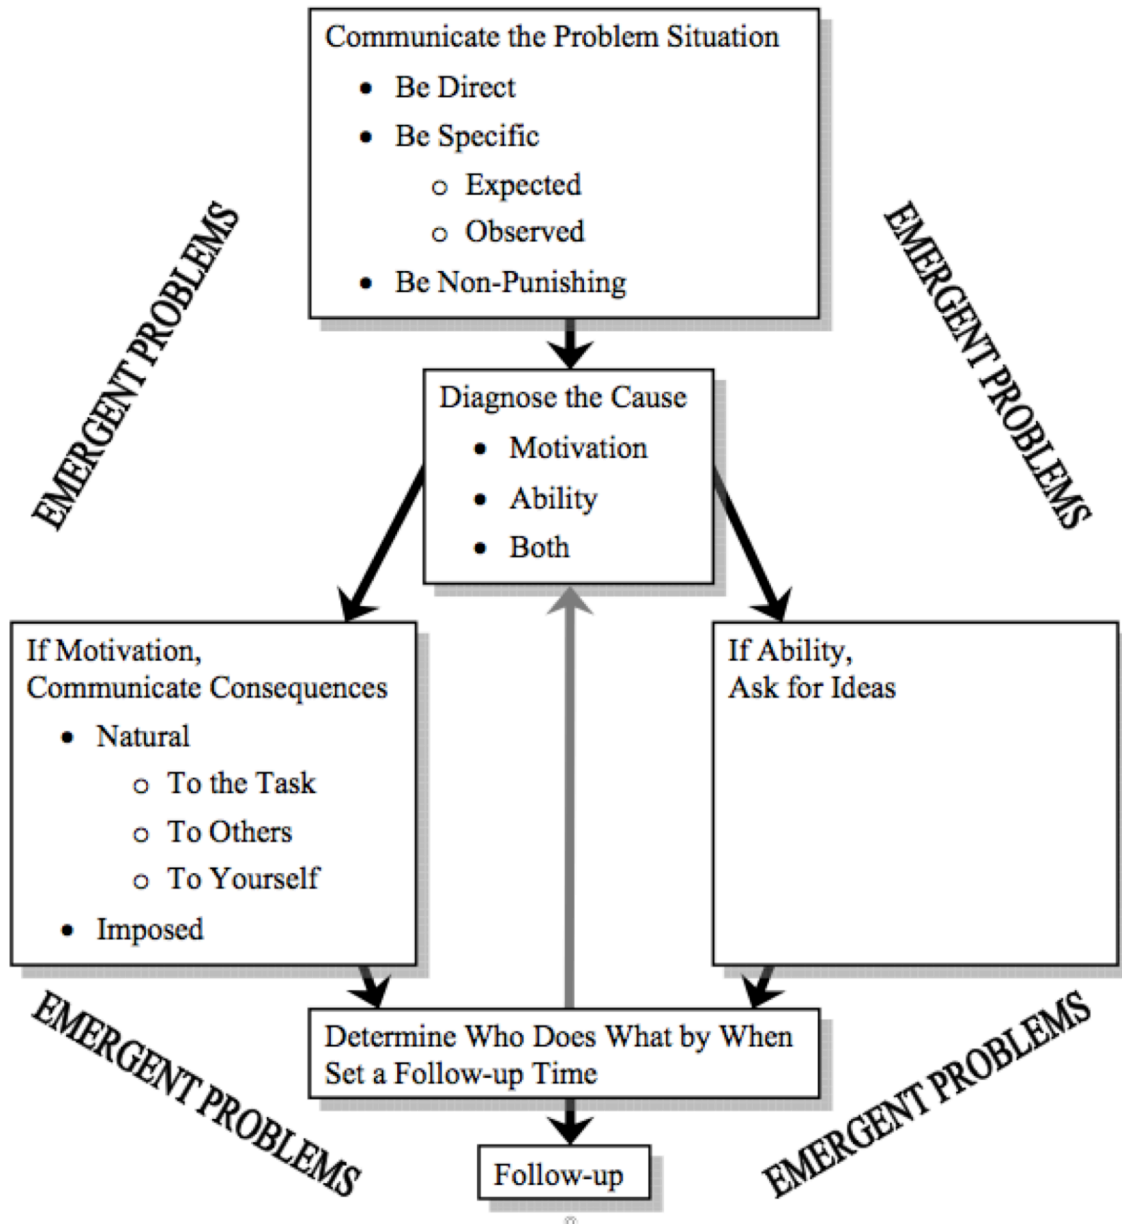 Communicate the Problem Situation
• Be Direct
• Be Specific
o Expected
o Observed
• Be Non-Punishing
EMERGENT PROBLEMS
EMERGENT PROBLEMS
Diagnose the Cause
• Motivation
• Ability
• Both
If Motivation,
Communicate Consequences
• Natural
o To the Task
o To Others
o To Yourself
• Imposed
If Ability,
Ask for Ideas
EMERGENT PROBLEMS
EMERGENT PROBLEMS
Determine Who Does What by When
Set a Follow-up Time
Follow-up